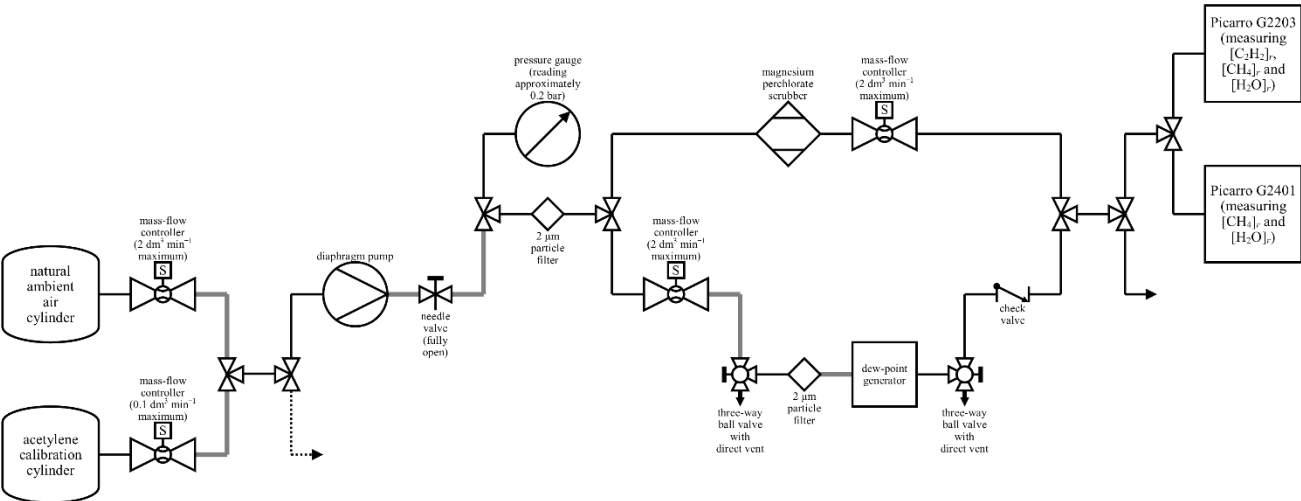 natural
ambient
air
cylinder
mass-flow
controller
(2 dm³ min⁻¹
maximum)
S
acetylene
calibration
cylinder
mass-flow
controller
(0.1 dm³ min⁻¹
maximum)
S
diaphragm pump
needle
valve
(fully
open)
pressure gauge
(reading
approximately
0.2 bar)
2 µm
particle
filter
magnesium
perchlorate
scrubber
mass-flow
controller
(2 dm³ min⁻¹
maximum)
S
mass-flow
controller
(2 dm³ min⁻¹
maximum)
S
three-way
ball valve
with
direct vent
2 µm
particle
filter
dew-point
generator
three-way
ball valve
with
direct vent
check
valve
Picarro G2203
(measuring
[C₂H₂]ᵣ,
[CH₄]ᵣ and
[H₂O]ᵣ)
Picarro G2401
(measuring
[CH₄]ᵣ and
[H₂O]ᵣ)